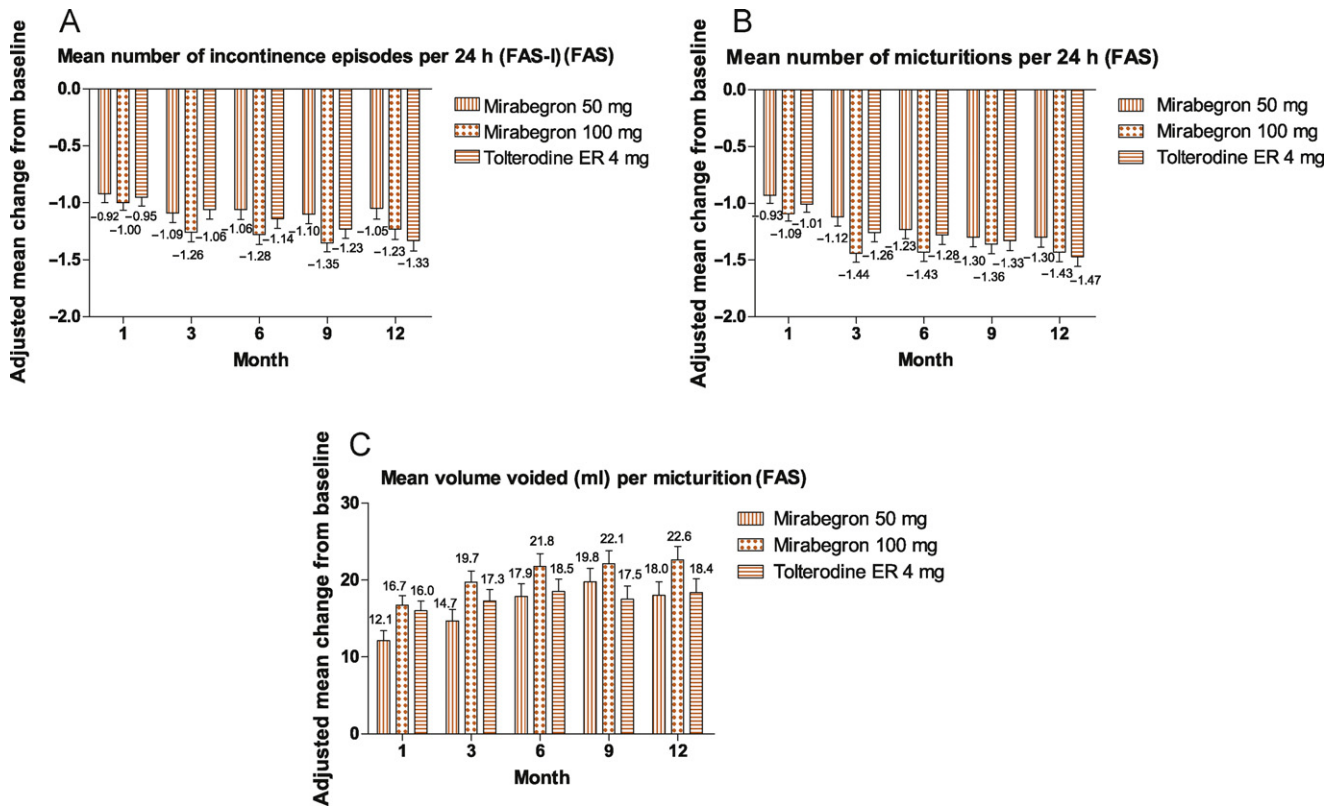 A
Mean number of incontinence episodes per 24 h (FAS-I) (FAS)
Adjusted mean change from baseline
0.0
−0.5
−1.0
−1.5
−2.0
−0.92
−1.00
−0.95
−1.09
−1.26
−1.06
−1.06
−1.28
−1.14
−1.10
−1.35
−1.23
−1.05
−1.23
−1.33
1 3 6 9 12
Month
Mirabegron 50 mg
Mirabegron 100 mg
Tolterodine ER 4 mg
B
Mean number of micturitions per 24 h (FAS)
Adjusted mean change from baseline
0.0
−0.5
−1.0
−1.5
−2.0
−0.93
−1.09
−1.01
−1.12
−1.44
−1.26
−1.23
−1.43
−1.28
−1.30
−1.36
−1.33
−1.30
−1.43
−1.47
1 3 6 9 12
Month
Mirabegron 50 mg
Mirabegron 100 mg
Tolterodine ER 4 mg
C
Mean volume voided (ml) per micturition (FAS)
Adjusted mean change from baseline
30
20
10
0
12.1
16.7
16.0
14.7
19.7
17.3
17.9
21.8
18.5
19.8
22.1
17.5
18.0
22.6
18.4
1 3 6 9 12
Month
Mirabegron 50 mg
Mirabegron 100 mg
Tolterodine ER 4 mg